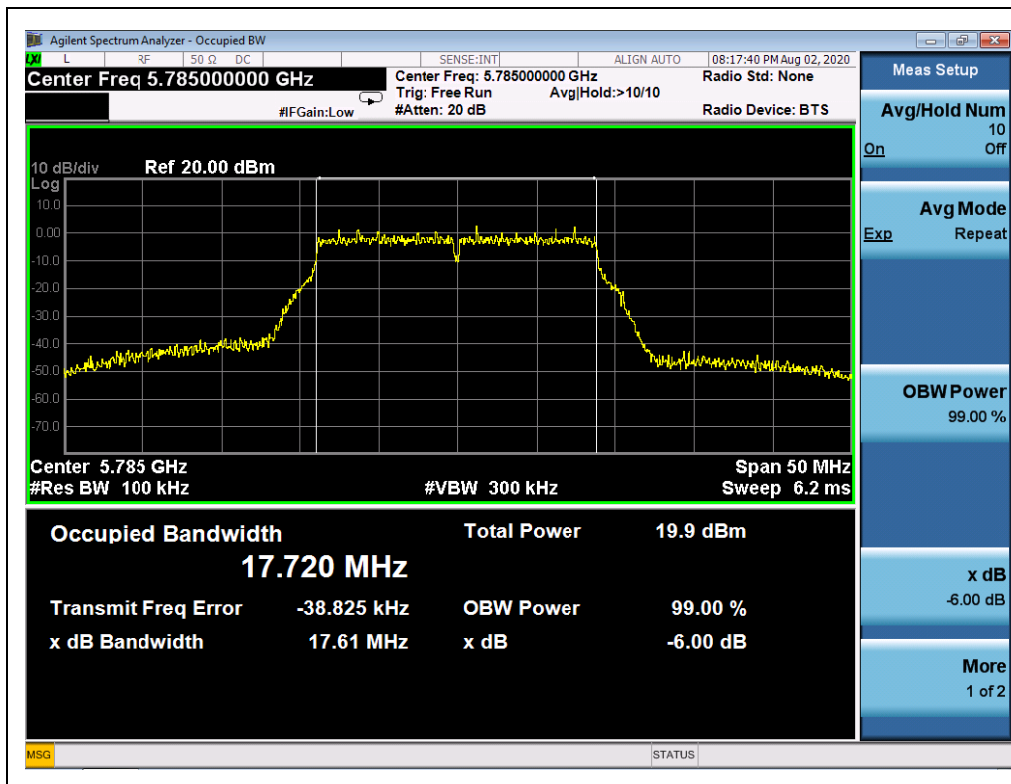 Agilent Spectrum Analyzer - Occupied BW
LXI L RF 50 Ω DC SENSE:INT ALIGN AUTO 08:17:40 PM Aug 02, 2020
Center Freq 5.785000000 GHz
Center Freq: 5.785000000 GHz
Radio Std: None
Trig: Free Run Avg|Hold:>10/10
#IFGain:Low
#Atten: 20 dB
Radio Device: BTS
10 dB/div Ref 20.00 dBm
Log
10.0
0.00
-10.0
-20.0
-30.0
-40.0
-50.0
-60.0
-70.0
Center 5.785 GHz Span 50 MHz
#Res BW 100 kHz #VBW 300 kHz Sweep 6.2 ms
Occupied Bandwidth Total Power 19.9 dBm
17.720 MHz
Transmit Freq Error -38.825 kHz OBW Power 99.00 %
x dB Bandwidth 17.61 MHz x dB -6.00 dB
MSG STATUS
Meas Setup
Avg/Hold Num
10
On Off
Avg Mode
Exp Repeat
OBW Power
99.00 %
x dB
-6.00 dB
More
1 of 2